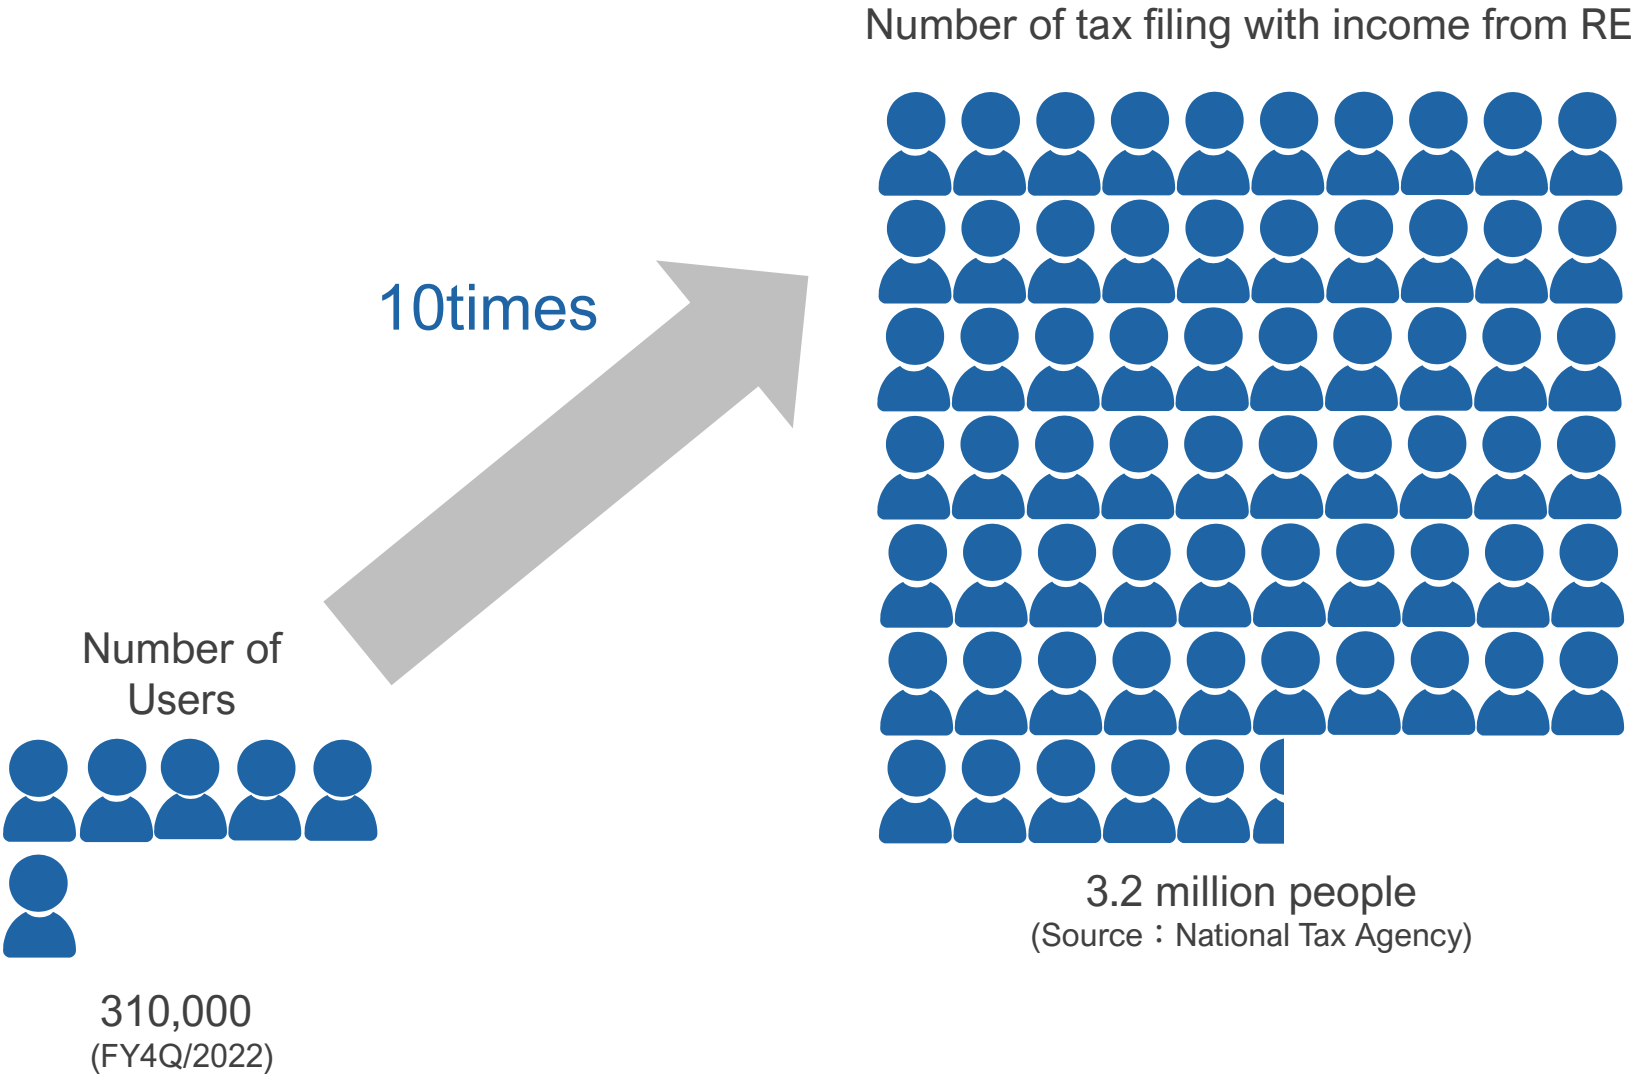 Number of tax filing with income from RE
10times
Number of
Users
3.2 million people
(Source：National Tax Agency)
310,000
(FY4Q/2022)